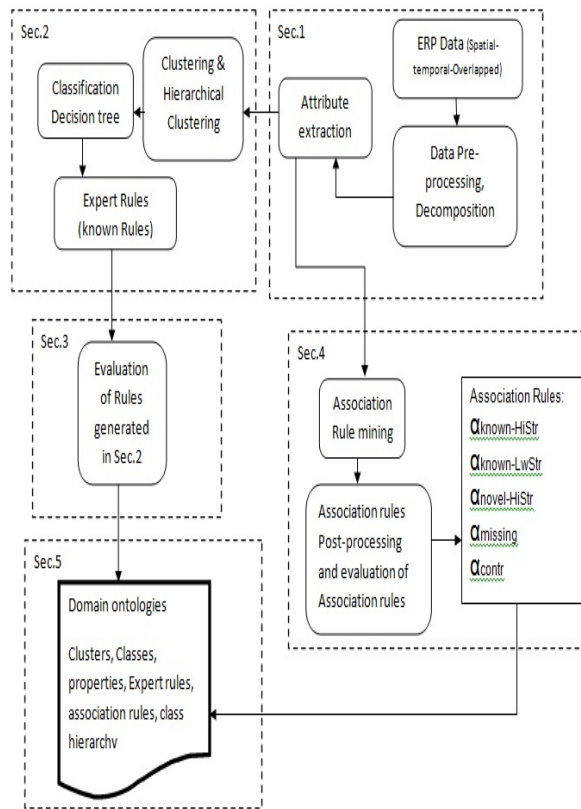 Sec.2
Classification
Decision tree
Clustering &
Hierarchical
Clustering
Expert Rules
(known Rules)
Sec.1
ERP Data (Spatial-
temporal-Overlapped)
Attribute
extraction
Data Pre-
processing,
Decomposition
Sec.3
Evaluation
of Rules
generated
in Sec.2
Sec.4
Association
Rule mining
Association rules
Post-processing
and evaluation of
Association rules
Association Rules:
αknown-HiStr
αknown-LwStr
αnovel-HiStr
αmissing
αcontr
Sec.5
Domain ontologies
Clusters, Classes,
properties, Expert rules,
association rules, class
hierarchy